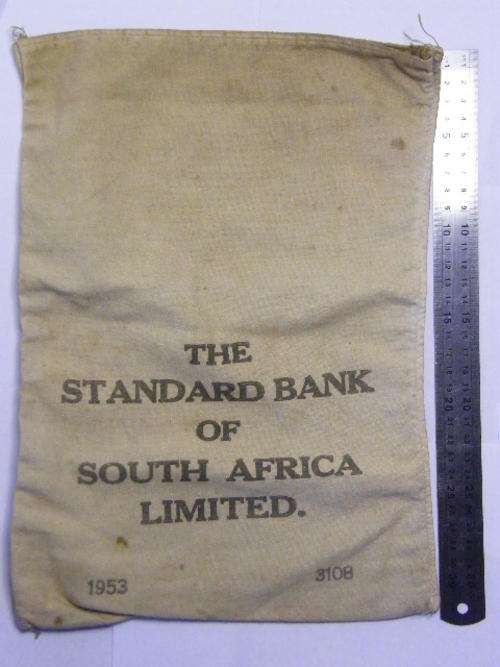 THE
STANDARD BANK
OF
SOUTH AFRICA
LIMITED.
1953 3108